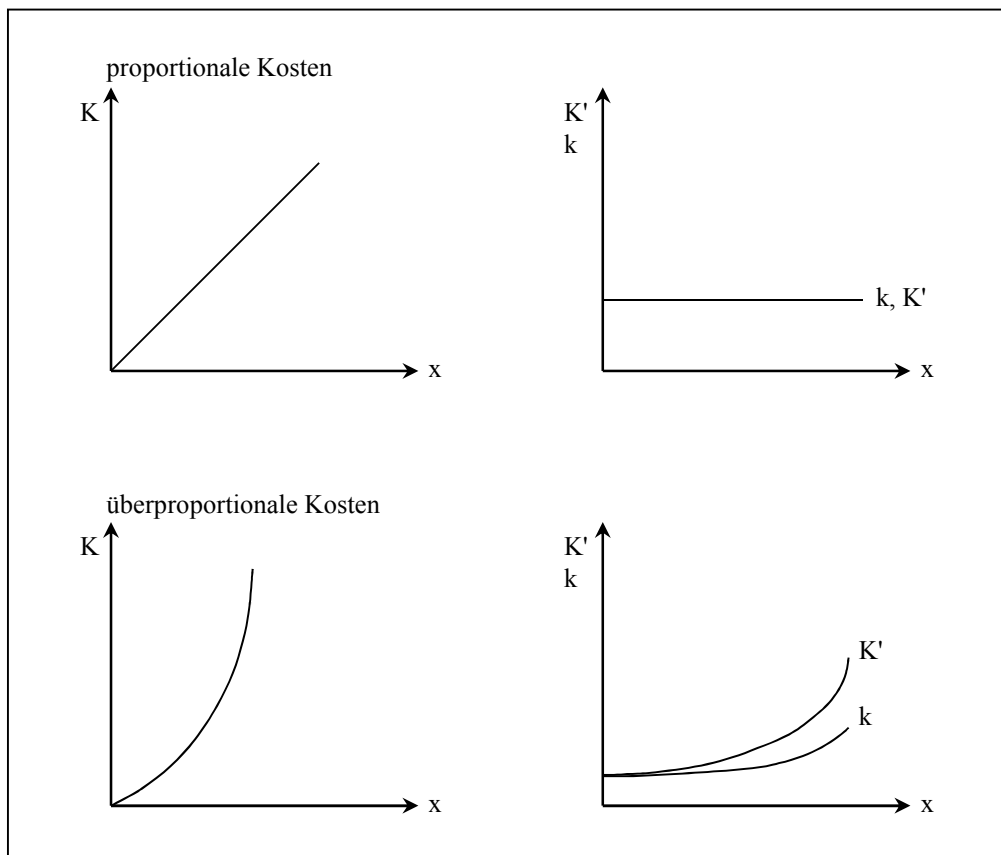 proportionale Kosten
K
K'
k
k, K'
x
x
überproportionale Kosten
K
K'
k
K'
k
x
x